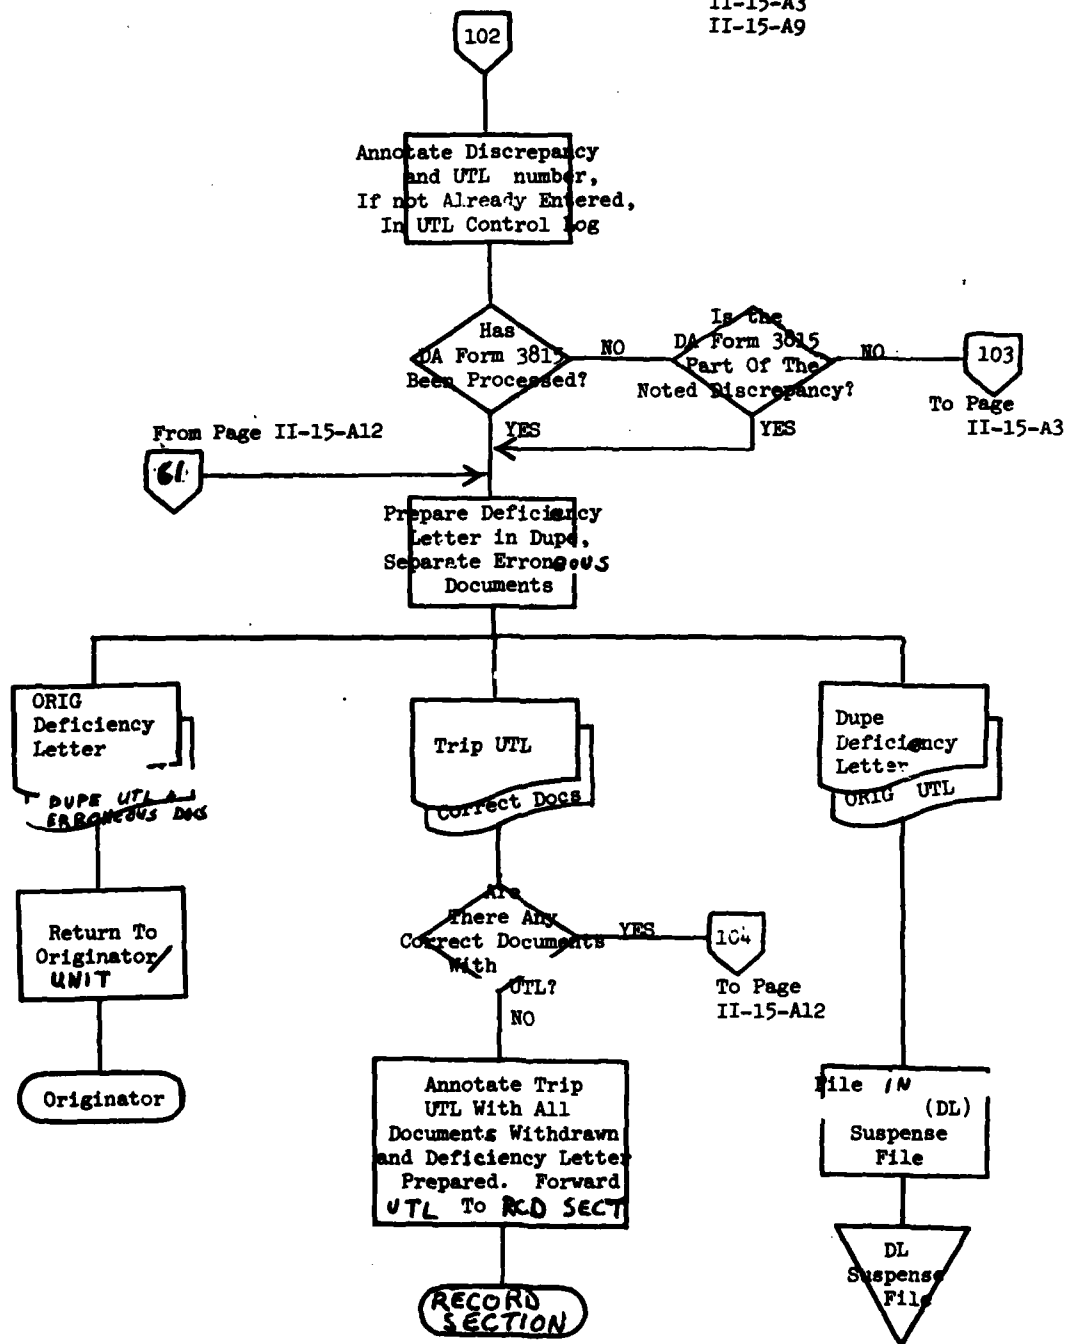 II-15-A3
II-15-A9
102
Annotate Discrepancy
and UTL number,
If not Already Entered,
In UTL Control Log
Has
DA Form 3815
Been Processed?
NO
Is the
DA Form 3815
Part Of The
Noted Discrepancy?
NO
103
To Page
II-15-A3
YES
YES
From Page II-15-A12
61
Prepare Deficiency
Letter in Dupe,
Separate Erroneous
Documents
ORIG
Deficiency
Letter
DUPE UTL &
ERRONEOUS DOCS
Trip UTL
Correct Docs
Dupe
Deficiency
Letter
ORIG UTL
Return To
Originator/
UNIT
Are
There Any
Correct Documents
With
UTL?
YES
104
To Page
II-15-A12
NO
Originator
Annotate Trip
UTL With All
Documents Withdrawn
and Deficiency Letter
Prepared. Forward
UTL To RCD SECT
File IN
(DL)
Suspense
File
RECORD
SECTION
DL
Suspense
File